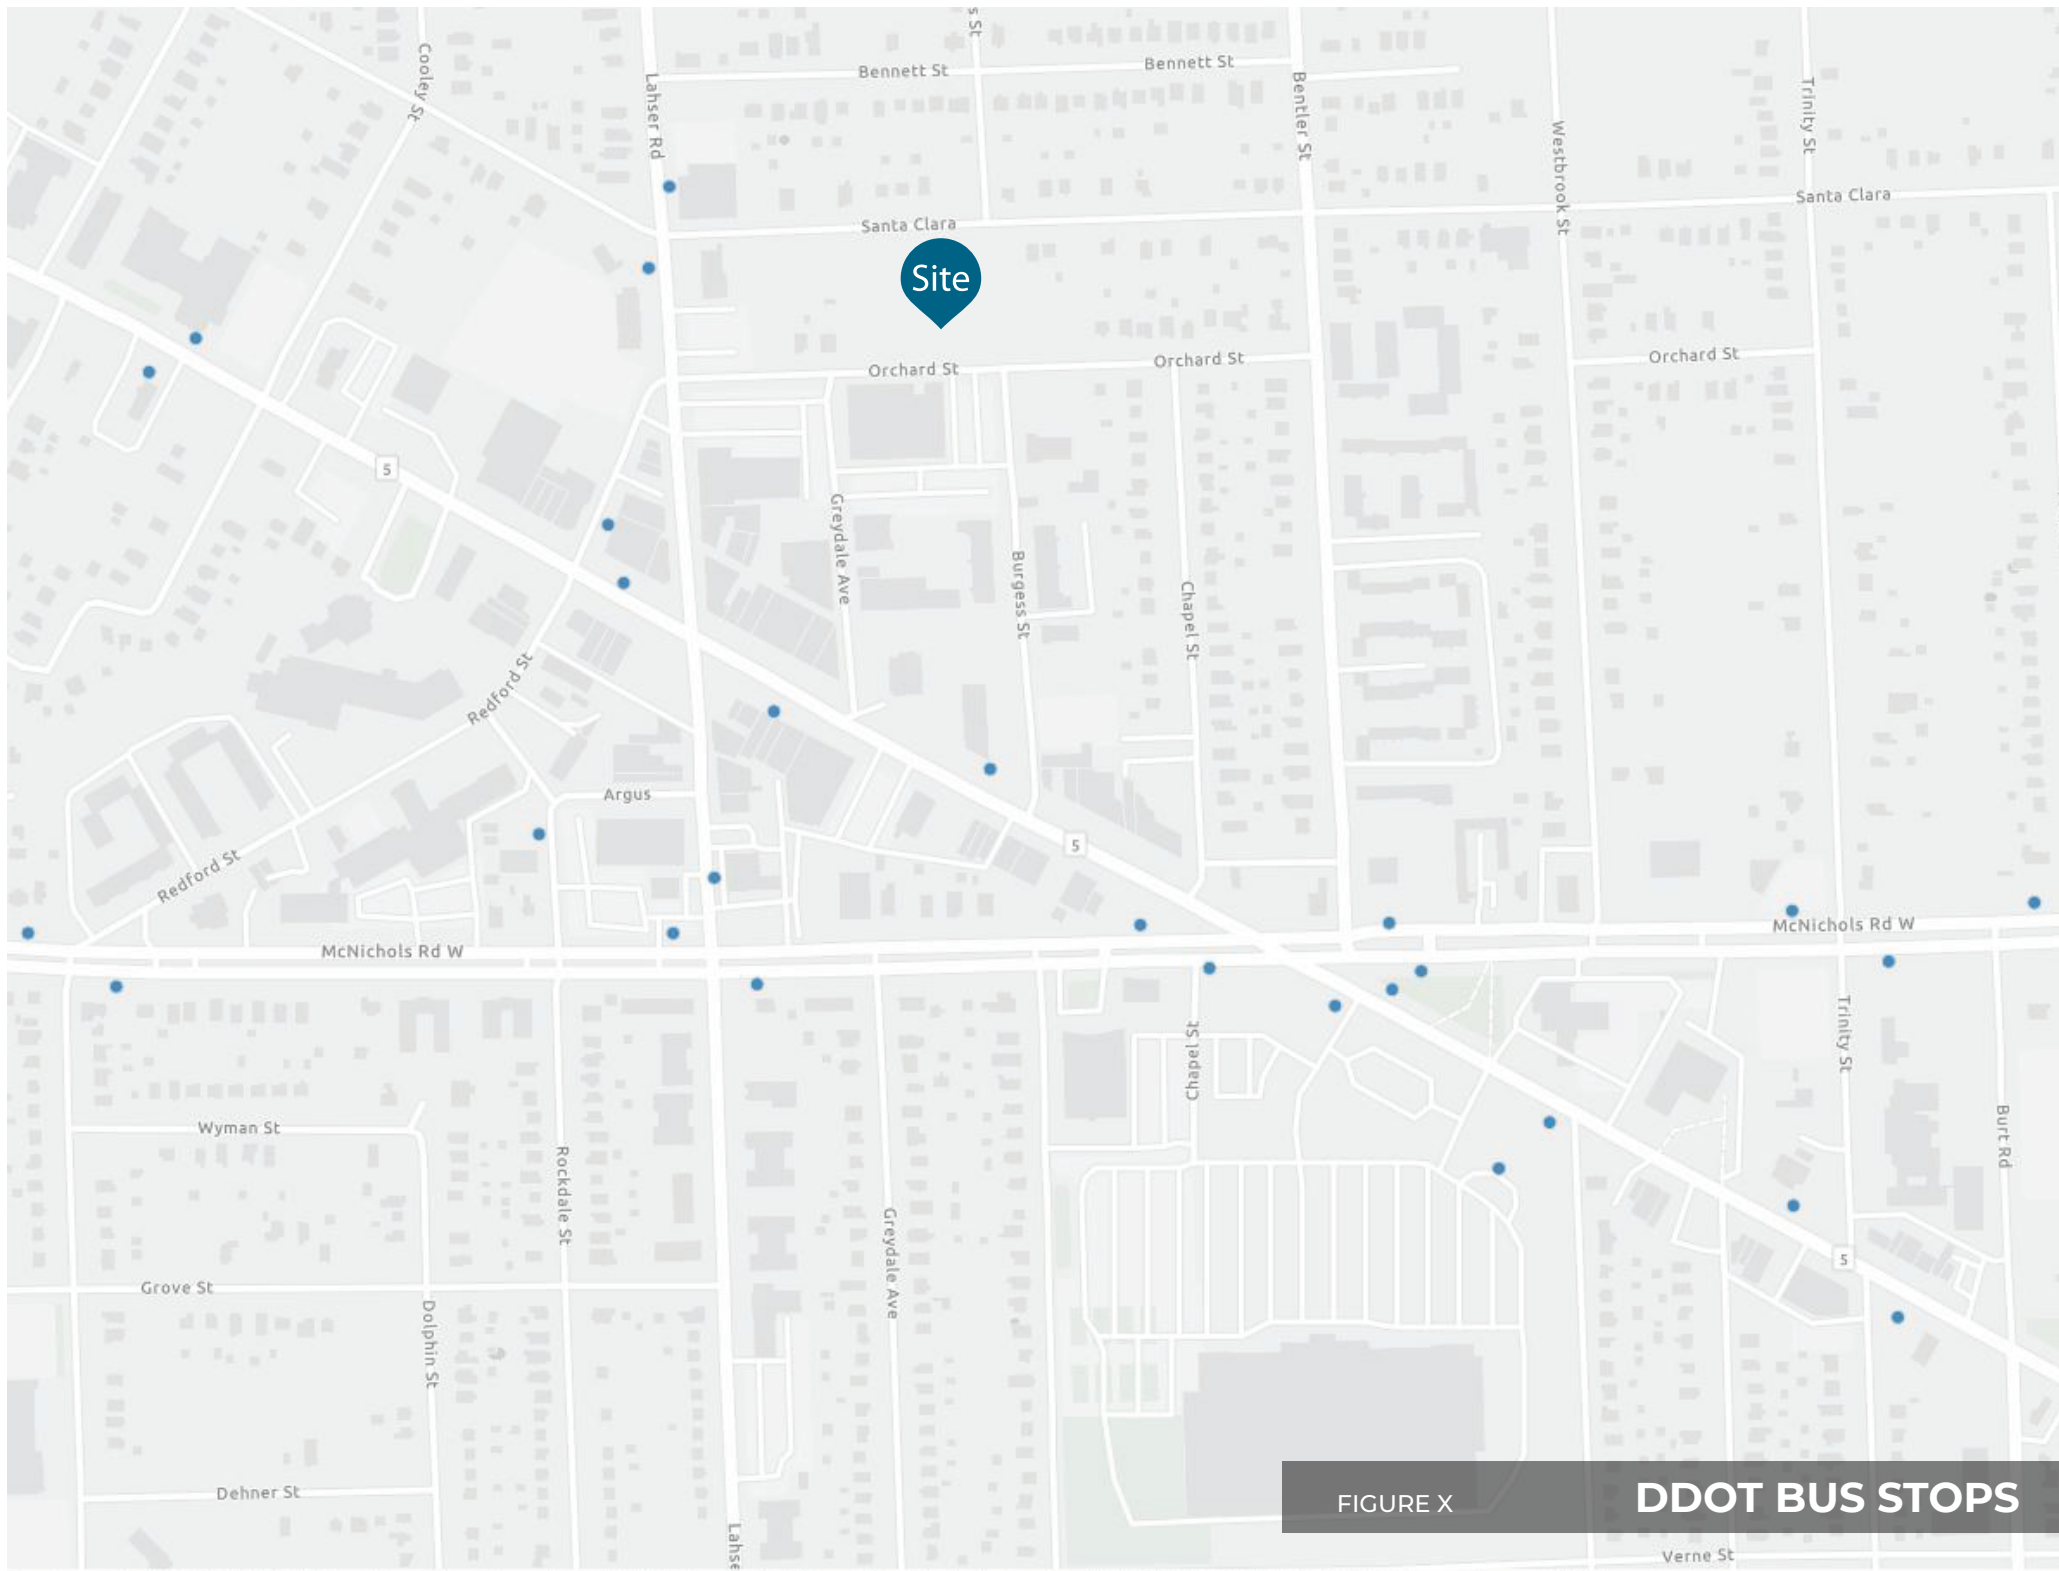 s St
Cooley St
Bennett St
Bennett St
Lahser Rd
Bentler St
Trinity St
Westbrook St
Santa Clara
Santa Clara
Site
Orchard St
Orchard St
Orchard St
5
Greydale Ave
Burgess St
Chapel St
Redford St
Argus
5
Redford St
McNichols Rd W
McNichols Rd W
Chapel St
Trinity St
Wyman St
Rockdale St
Burt Rd
Greydale Ave
5
Grove St
Dolphin St
Dehner St
FIGURE X
DDOT BUS STOPS
Lahse
Verne St